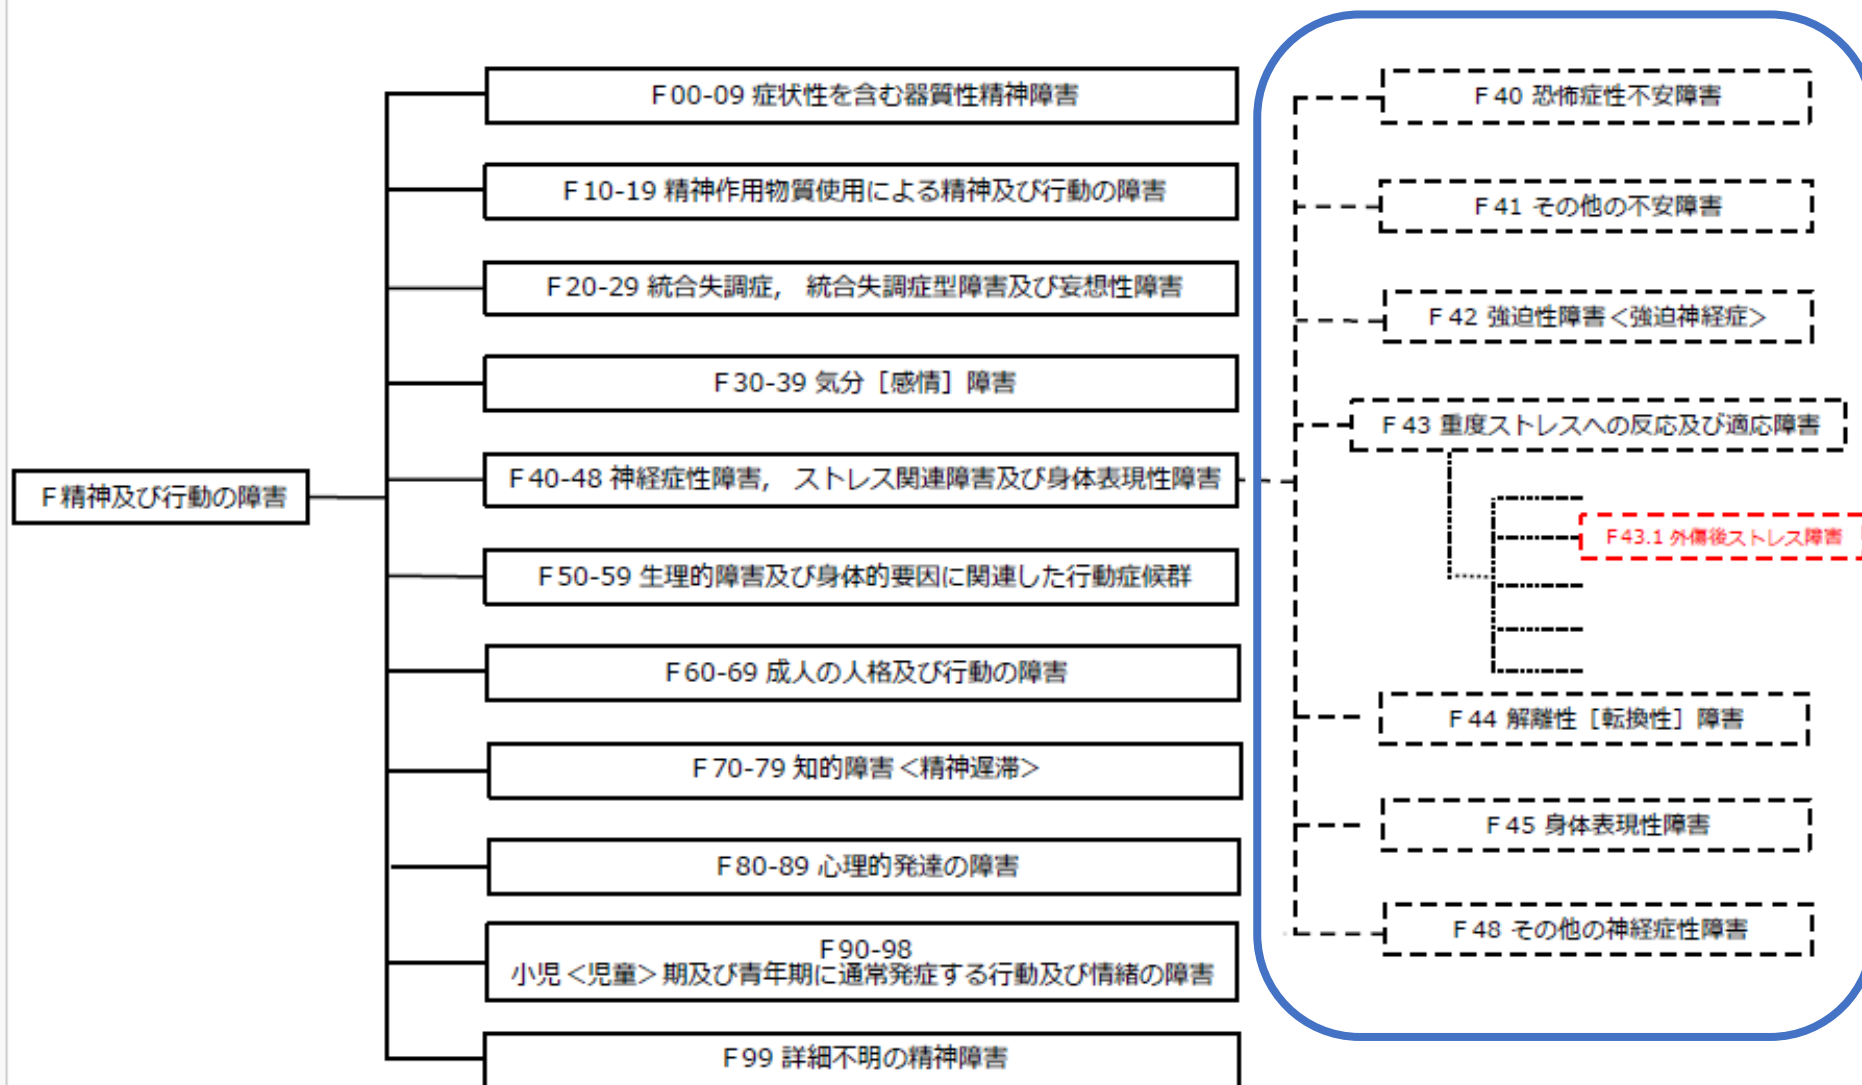 F精神及び行動の障害
F00-09 症状性を含む器質性精神障害
F10-19 精神作用物質使用による精神及び行動の障害
F20-29 統合失調症, 統合失調症型障害及び妄想性障害
F30-39 気分［感情］障害
F40-48 神経症性障害, ストレス関連障害及び身体表現性障害
F50-59 生理的障害及び身体的要因に関連した行動症候群
F60-69 成人の人格及び行動の障害
F70-79 知的障害＜精神遅滞＞
F80-89 心理的発達の障害
F90-98
小児＜児童＞期及び青年期に通常発症する行動及び情緒の障害
F99 詳細不明の精神障害
F40 恐怖症性不安障害
F41 その他の不安障害
F42 強迫性障害＜強迫神経症＞
F43 重度ストレスへの反応及び適応障害
F43.1 外傷後ストレス障害
F44 解離性［転換性］障害
F45 身体表現性障害
F48 その他の神経症性障害